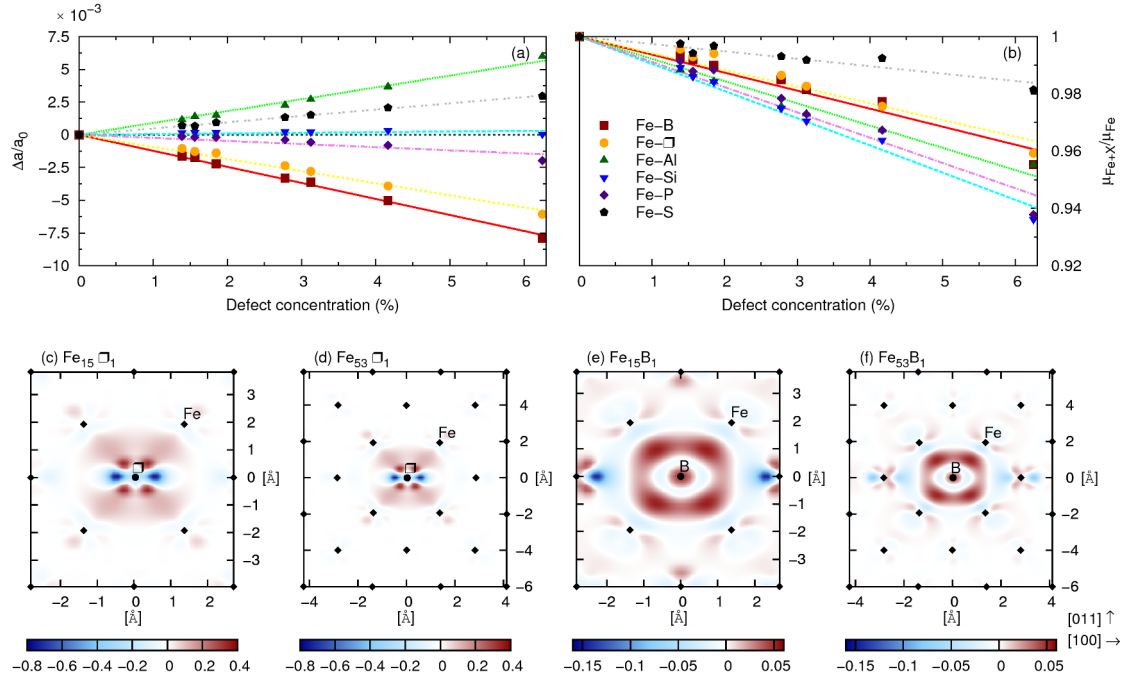 × 10⁻³
7.5
5
2.5
0
−2.5
−5
−7.5
−10
Δa/a₀
(a)
0 1 2 3 4 5 6
Defect concentration (%)
(b)
1
0.98
0.96
0.94
0.92
μFe+X/μFe
Fe−B
Fe−❒
Fe−Al
Fe−Si
Fe−P
Fe−S
0 1 2 3 4 5 6
Defect concentration (%)
(c) Fe₁₅ ❒₁
Fe
❒
3
2
1
0 [Å]
−1
−2
−3
−2 −1 0 1 2
[Å]
−0.8 −0.6 −0.4 −0.2 0 0.2 0.4
(d) Fe₅₃ ❒₁
Fe
❒
4
2
0 [Å]
−2
−4
−6
−4 −2 0 2 4
[Å]
−0.8 −0.6 −0.4 −0.2 0 0.2 0.4
(e) Fe₁₅B₁
Fe
B
3
2
1
0 [Å]
−1
−2
−3
−2 −1 0 1 2
[Å]
−0.15 −0.1 −0.05 0 0.05
(f) Fe₅₃B₁
Fe
B
4
2
0 [Å]
−2
−4
−6
−4 −2 0 2 4
[Å]
−0.15 −0.1 −0.05 0 0.05
[011] ↑
[100] →